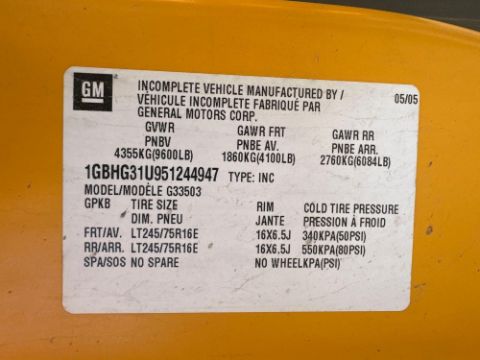 GM
INCOMPLETE VEHICLE MANUFACTURED BY / 05/05
VÉHICULE INCOMPLETE FABRIQUÉ PAR
GENERAL MOTORS CORP.
GVWR GAWR FRT GAWR RR
PNBV PNBE AV. PNBE ARR.
4355KG(9600LB) 1860KG(4100LB) 2760KG(6084LB)
1GBHG31U951244947 TYPE: INC
MODEL/MODÈLE G33503
GPKB TIRE SIZE RIM COLD TIRE PRESSURE
DIM. PNEU JANTE PRESSION À FROID
FRT/AV. LT245/75R16E 16X6.5J 340KPA(50PSI)
RR/ARR. LT245/75R16E 16X6.5J 550KPA(80PSI)
SPA/SOS NO SPARE NO WHEELKPA(PSI)